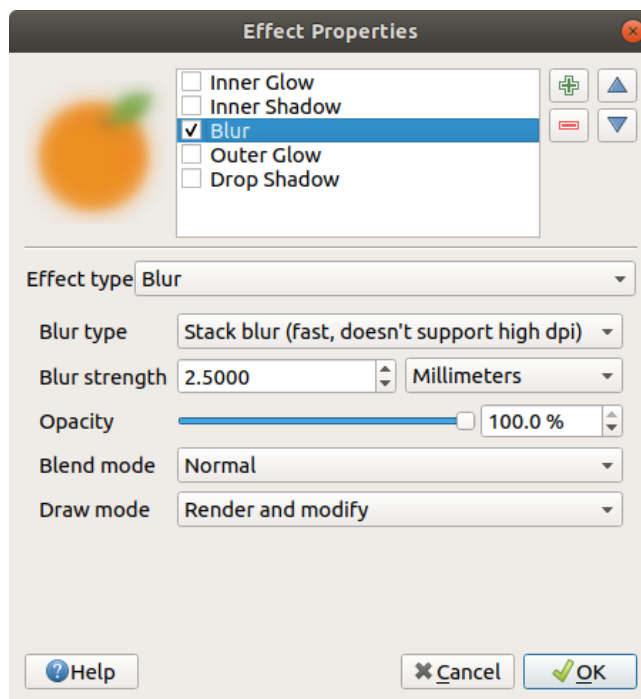 Effect Properties
Inner Glow
Inner Shadow
Blur
Outer Glow
Drop Shadow
Effect type Blur
Blur type Stack blur (fast, doesn't support high dpi)
Blur strength 2.5000 Millimeters
Opacity 100.0 %
Blend mode Normal
Draw mode Render and modify
Help Cancel OK